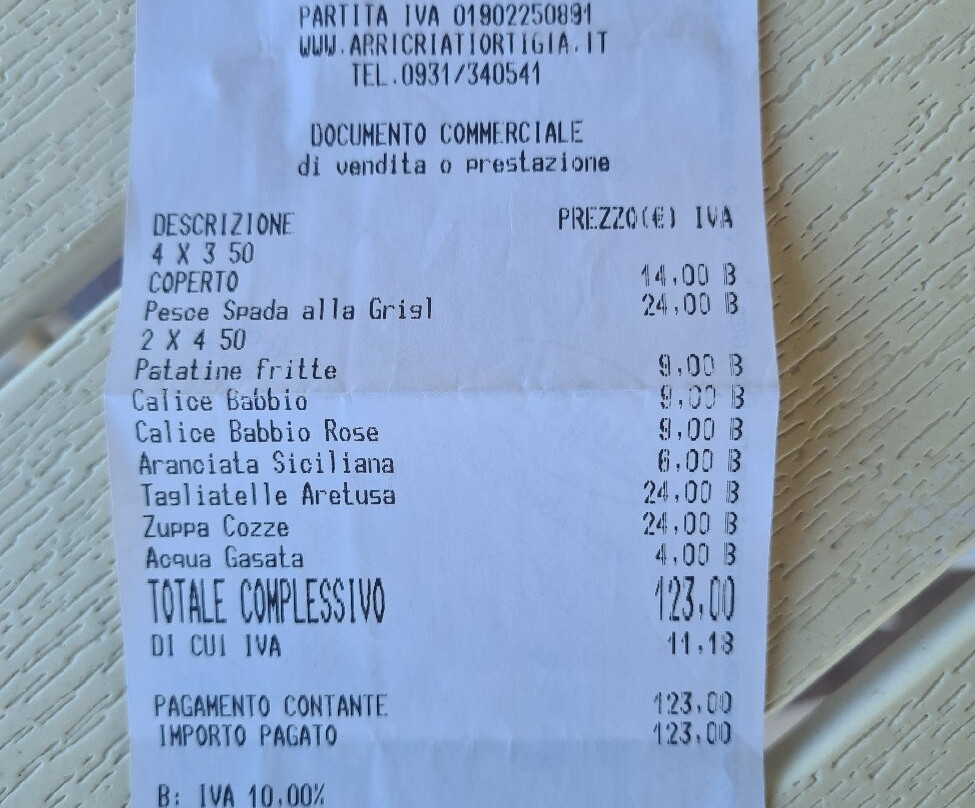 PARTITA IVA 01902250891
WWW.ARRICRIATIORTIGIA.IT
TEL.0931/340541
DOCUMENTO COMMERCIALE
di vendita o prestazione
DESCRIZIONE PREZZO(€) IVA
4 X 3 50
COPERTO 14,00 B
Pesce Spada alla Grigl 24,00 B
2 X 4 50
Patatine fritte 9,00 B
Calice Babbio 9,00 B
Calice Babbio Rose 9,00 B
Aranciata Siciliana 6,00 B
Tagliatelle Aretusa 24,00 B
Zuppa Cozze 24,00 B
Acqua Gasata 4,00 B
TOTALE COMPLESSIVO 123,00
DI CUI IVA 11,18
PAGAMENTO CONTANTE 123,00
IMPORTO PAGATO 123,00
B: IVA 10,00%